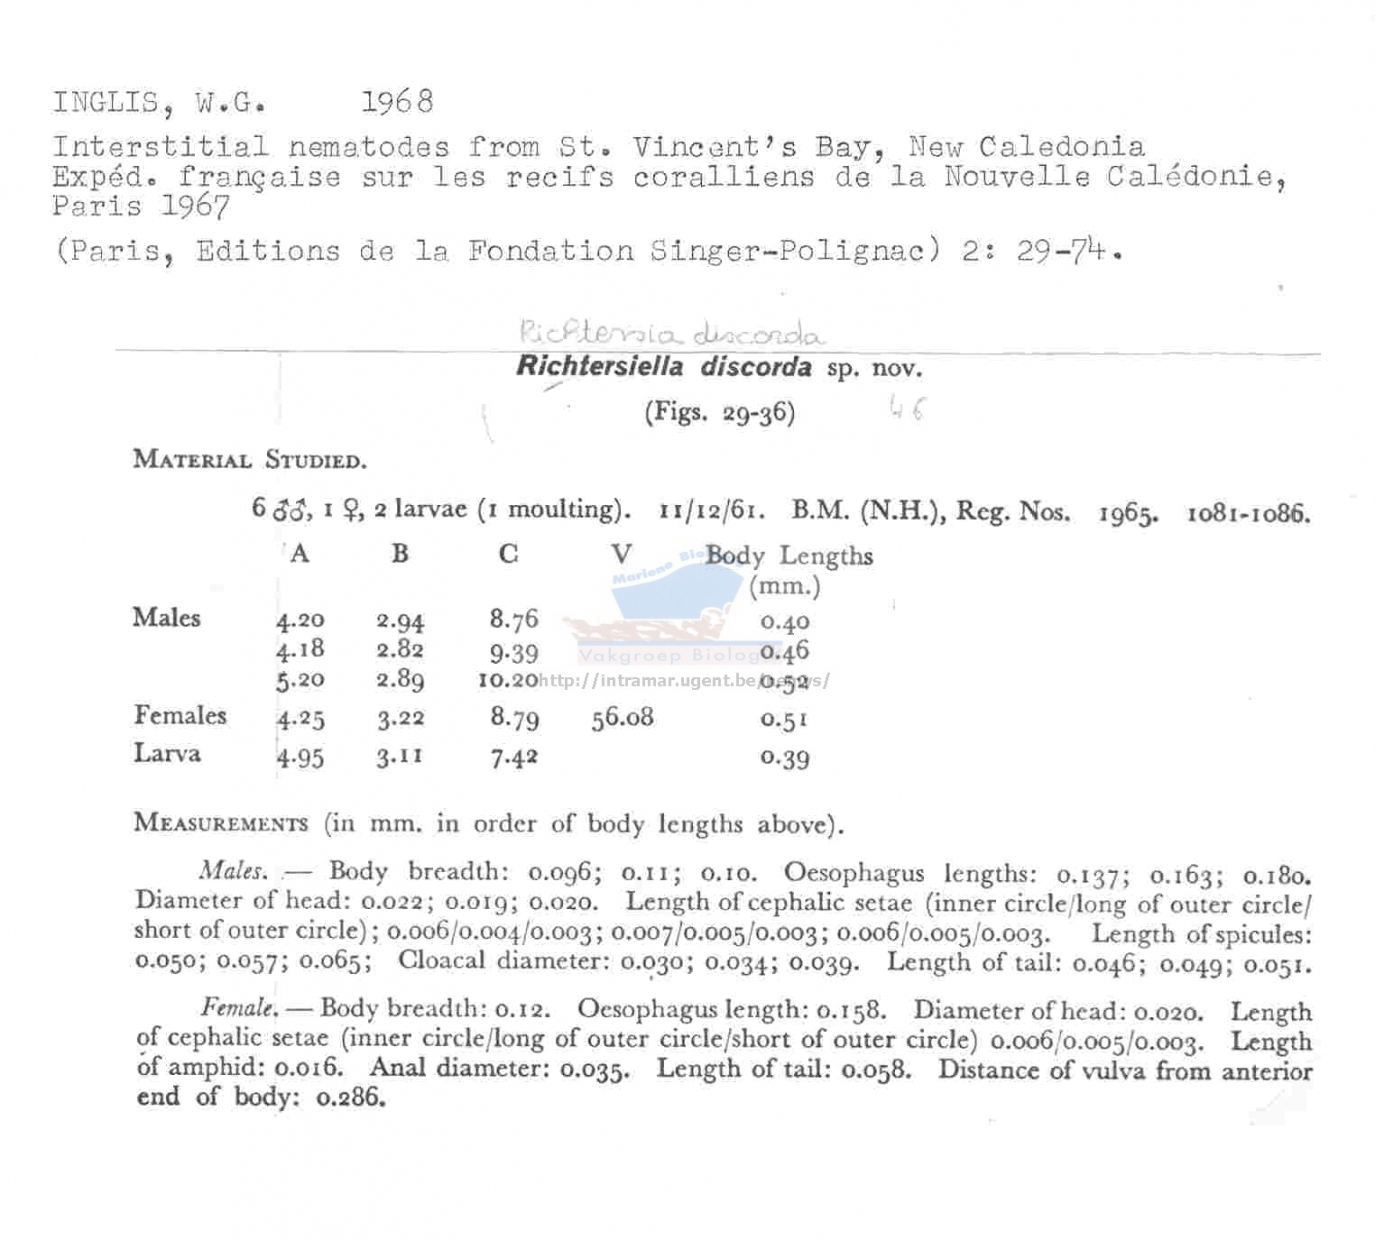 INGLIS, W.G. 1968
Interstitial nematodes from St. Vincent's Bay, New Caledonia
Expéd. française sur les recifs coralliens de la Nouvelle Calédonie,
Paris 1967
(Paris, Editions de la Fondation Singer-Polignac) 2: 29-74.
Richtersia discorda
Richtersiella discorda sp. nov.
(Figs. 29-36) 46
MATERIAL STUDIED.
6 ♂♂, 1 ♀, 2 larvae (1 moulting). 11/12/61. B.M. (N.H.), Reg. Nos. 1965. 1081-1086.
A B C V Body Lengths
(mm.)
Males 4.20 2.94 8.76 0.40
4.18 2.82 9.39 0.46
5.20 2.89 10.20 0.52
Females 4.25 3.22 8.79 56.08 0.51
Larva 4.95 3.11 7.42 0.39
Vakgroep Biologie
http://intramar.ugent.be/nemys/
MEASUREMENTS (in mm. in order of body lengths above).
Males. — Body breadth: 0.096; 0.11; 0.10. Oesophagus lengths: 0.137; 0.163; 0.180.
Diameter of head: 0.022; 0.019; 0.020. Length of cephalic setae (inner circle/long of outer circle/
short of outer circle); 0.006/0.004/0.003; 0.007/0.005/0.003; 0.006/0.005/0.003. Length of spicules:
0.050; 0.057; 0.065; Cloacal diameter: 0.030; 0.034; 0.039. Length of tail: 0.046; 0.049; 0.051.
Female. — Body breadth: 0.12. Oesophagus length: 0.158. Diameter of head: 0.020. Length
of cephalic setae (inner circle/long of outer circle/short of outer circle) 0.006/0.005/0.003. Length
of amphid: 0.016. Anal diameter: 0.035. Length of tail: 0.058. Distance of vulva from anterior
end of body: 0.286.